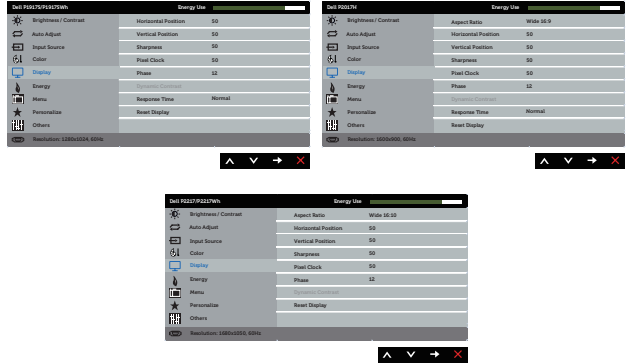 Dell P1917S/P1917SWh Energy Use
Brightness / Contrast Horizontal Position 50
Auto Adjust Vertical Position 50
Input Source Sharpness 50
Color Pixel Clock 50
Display Phase 12
Energy Dynamic Contrast
Menu Response Time Normal
Personalize Reset Display
Others
Resolution: 1280x1024, 60Hz
Dell P2017H Energy Use
Brightness / Contrast Aspect Ratio Wide 16:9
Auto Adjust Horizontal Position 50
Input Source Vertical Position 50
Color Sharpness 50
Display Pixel Clock 50
Energy Phase 12
Menu Dynamic Contrast
Personalize Response Time Normal
Others Reset Display
Resolution: 1600x900, 60Hz
Dell P2217/P2217Wh Energy Use
Brightness / Contrast Aspect Ratio Wide 16:10
Auto Adjust Horizontal Position 50
Input Source Vertical Position 50
Color Sharpness 50
Display Pixel Clock 50
Energy Phase 12
Menu Dynamic Contrast
Personalize Reset Display
Others
Resolution: 1680x1050, 60Hz